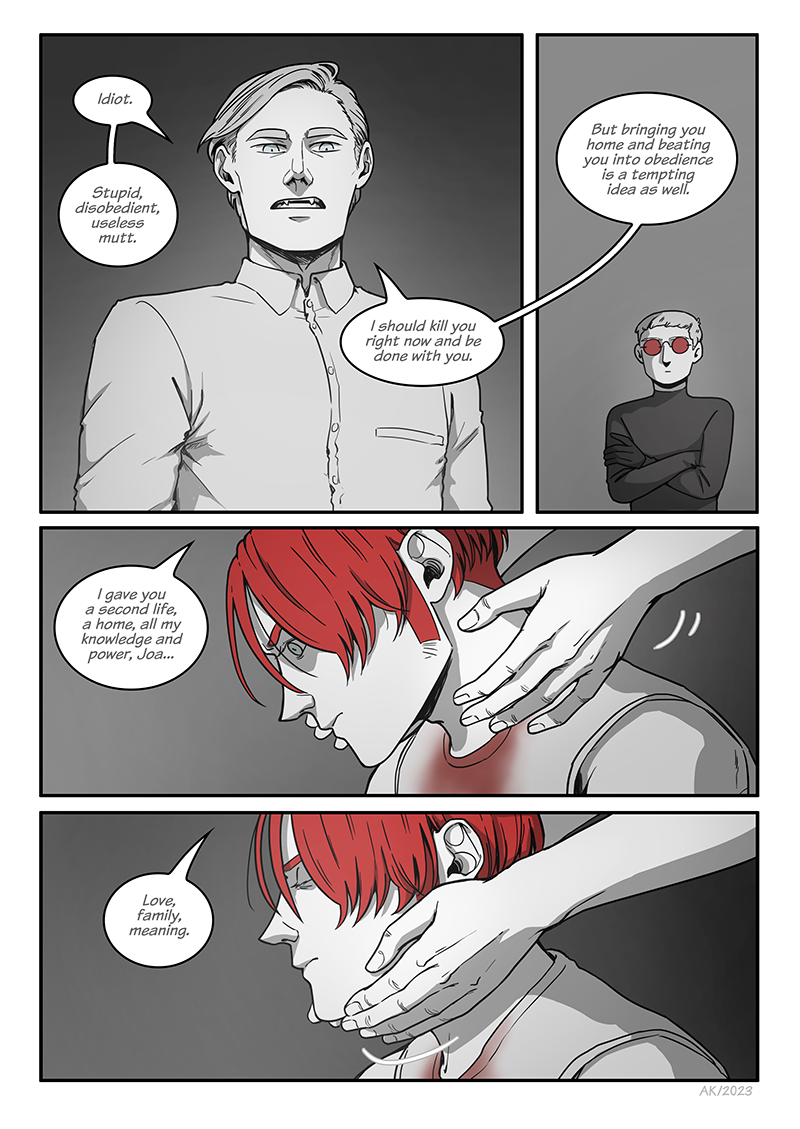 Idiot.
Stupid,
disobedient,
useless
mutt.
I should kill you
right now and be
done with you.
But bringing you
home and beating
you into obedience
is a tempting
idea as well.
I gave you
a second life,
a home, all my
knowledge and
power, Joa...
Love,
family,
meaning.
AK/2023